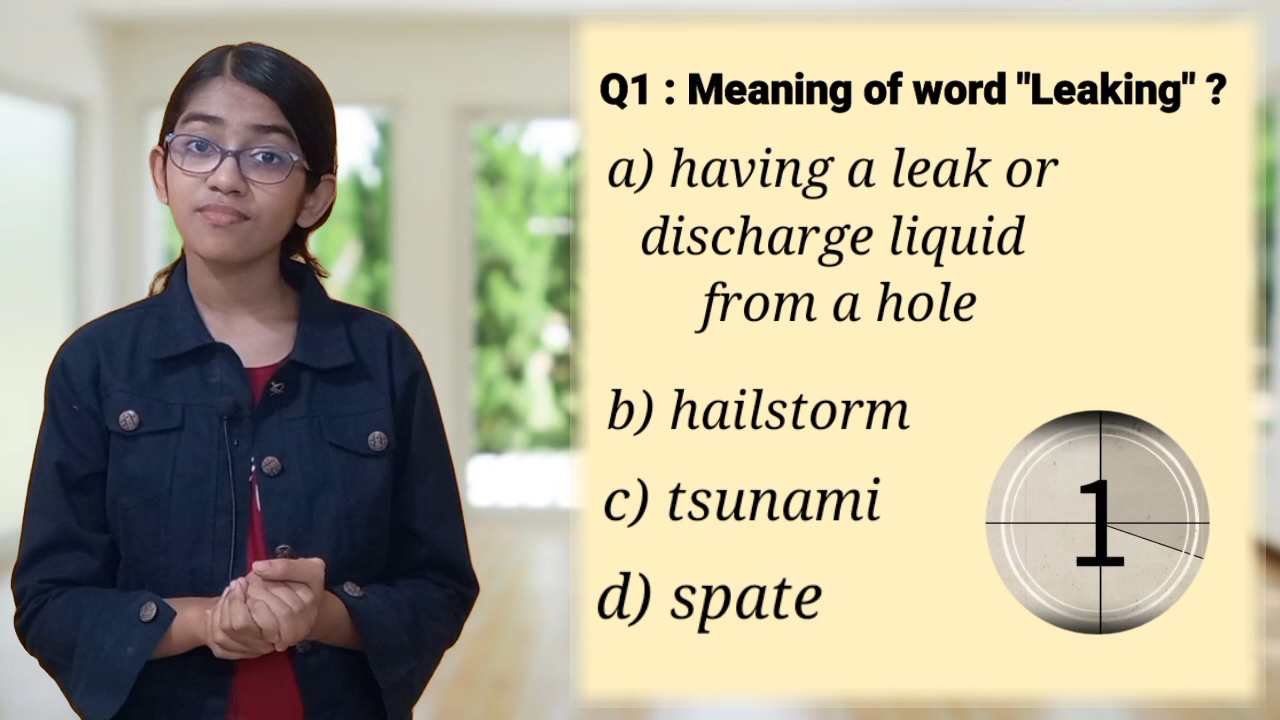 Q1 : Meaning of word "Leaking" ?
a) having a leak or
discharge liquid
from a hole
b) hailstorm
c) tsunami
d) spate
1